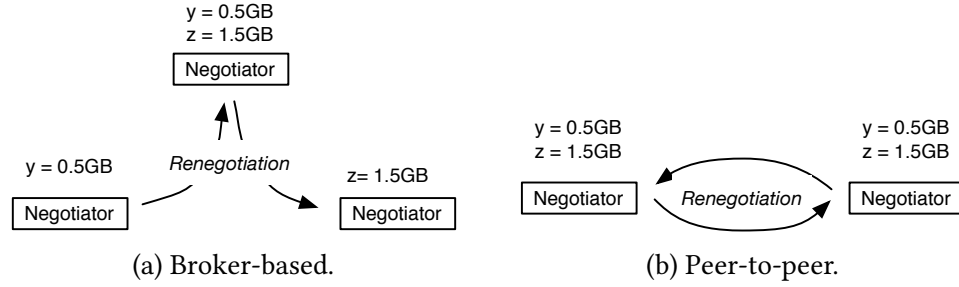 y = 0.5GB
z = 1.5GB
Negotiator
Renegotiation
y = 0.5GB
Negotiator
z= 1.5GB
Negotiator
(a) Broker-based.
y = 0.5GB
z = 1.5GB
Negotiator
Renegotiation
y = 0.5GB
z = 1.5GB
Negotiator
(b) Peer-to-peer.